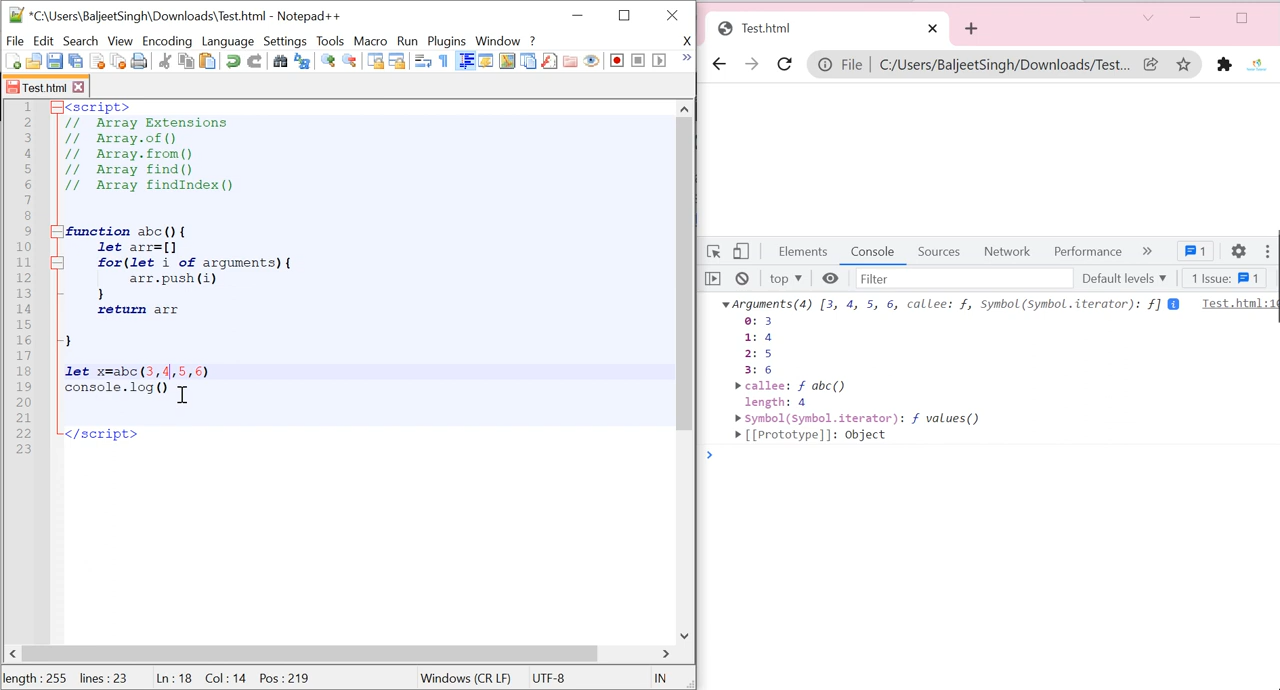 *C:\Users\BaljeetSingh\Downloads\Test.html - Notepad++
File Edit Search View Encoding Language Settings Tools Macro Run Plugins Window ? X
Test.html
1 <script>
2 // Array Extensions
3 // Array.of()
4 // Array.from()
5 // Array find()
6 // Array findIndex()
7
8
9 function abc(){
10 let arr=[]
11 for(let i of arguments){
12 arr.push(i)
13 }
14 return arr
15
16 }
17
18 let x=abc(3,4,5,6)
19 console.log()
20
21
22 </script>
23
length : 255 lines : 23 Ln : 18 Col : 14 Pos : 219 Windows (CR LF) UTF-8 IN
Test.html
File | C:/Users/BaljeetSingh/Downloads/Test...
Elements Console Sources Network Performance » 1
top ▼ Filter Default levels ▼ 1 Issue: 1
Arguments(4) [3, 4, 5, 6, callee: ƒ, Symbol(Symbol.iterator): ƒ] Test.html:10
0: 3
1: 4
2: 5
3: 6
callee: ƒ abc()
length: 4
Symbol(Symbol.iterator): ƒ values()
[[Prototype]]: Object